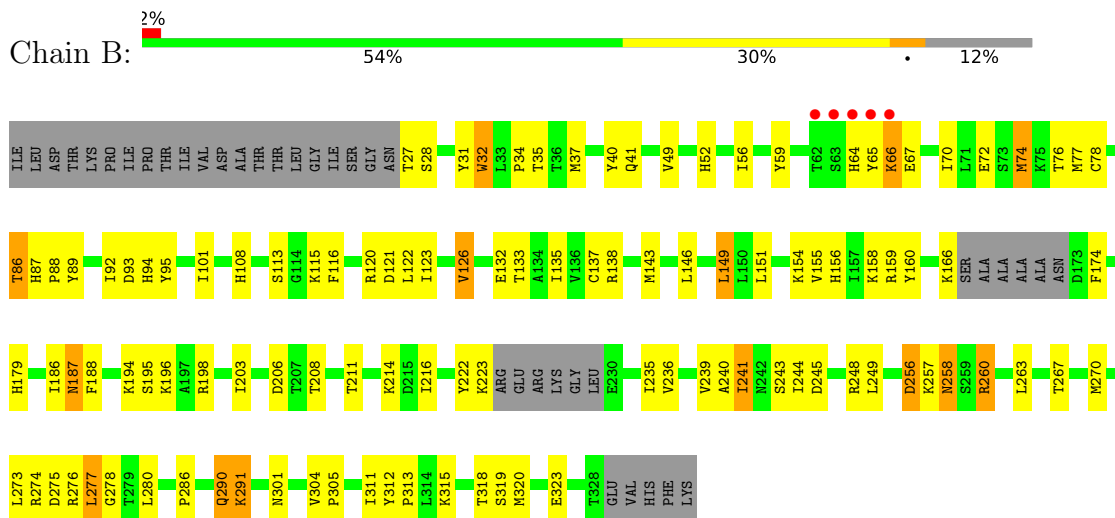 2%
Chain B:
54% 30% • 12%
ILE LEU ASP THR LYS PRO ILE PRO THR ILE VAL ASP ALA THR THR LEU GLY ILE SER GLY ASN T27 S28 Y31 W32 L33 P34 T35 T36 M37 Y40 Q41 V49 H52 I56 Y59 T62 S63 H64 Y65 K66 E67 I70 L71 E72 S73 M74 K75 T76 M77 C78
T86 H87 P88 Y89 I92 D93 H94 Y95 I101 H108 S113 G114 K115 F116 R120 D121 L122 I123 V126 E132 T133 A134 I135 V136 C137 R138 M143 L146 L149 L150 L151 K154 V155 H156 I157 K158 R159 Y160 K166 SER ALA ALA ALA ALA ASN D173 F174
H179 I186 N187 F188 K194 S195 K196 A197 R198 I203 D206 T207 T208 T211 K214 D215 I216 Y222 K223 ARG GLU ARG LYS GLY LEU E230 I235 V236 V239 A240 I241 N242 S243 I244 D245 R248 L249 D256 K257 N258 S259 R260 L263 T267 M270
L273 R274 D275 R276 L277 G278 T279 L280 P286 Q290 K291 N301 V304 P305 I311 Y312 P313 L314 K315 T318 S319 M320 E323 T328 GLU VAL HIS PHE LYS